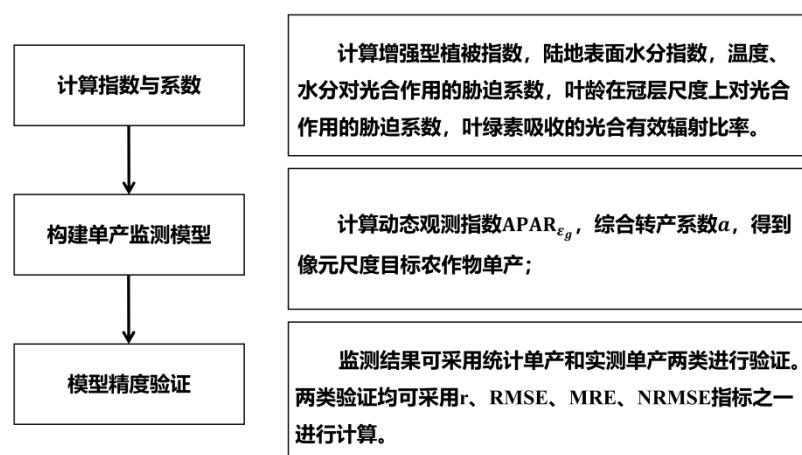 计算指数与系数
计算增强型植被指数，陆地表面水分指数，温度、
水分对光合作用的胁迫系数，叶龄在冠层尺度上对光合
作用的胁迫系数，叶绿素吸收的光合有效辐射比率。
构建单产监测模型
计算动态观测指数APAR_{ε_g}，综合转产系数a，得到
像元尺度目标农作物单产；
模型精度验证
监测结果可采用统计单产和实测单产两类进行验证。
两类验证均可采用r、RMSE、MRE、NRMSE指标之一
进行计算。